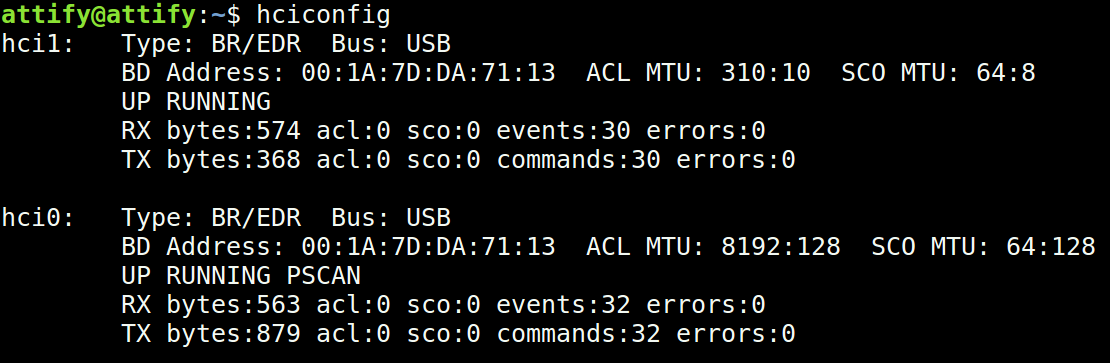 attify@attify:~$ hciconfig
hci1:   Type: BR/EDR  Bus: USB
        BD Address: 00:1A:7D:DA:71:13  ACL MTU: 310:10  SCO MTU: 64:8
        UP RUNNING
        RX bytes:574 acl:0 sco:0 events:30 errors:0
        TX bytes:368 acl:0 sco:0 commands:30 errors:0

hci0:   Type: BR/EDR  Bus: USB
        BD Address: 00:1A:7D:DA:71:13  ACL MTU: 8192:128  SCO MTU: 64:128
        UP RUNNING PSCAN
        RX bytes:563 acl:0 sco:0 events:32 errors:0
        TX bytes:879 acl:0 sco:0 commands:32 errors:0